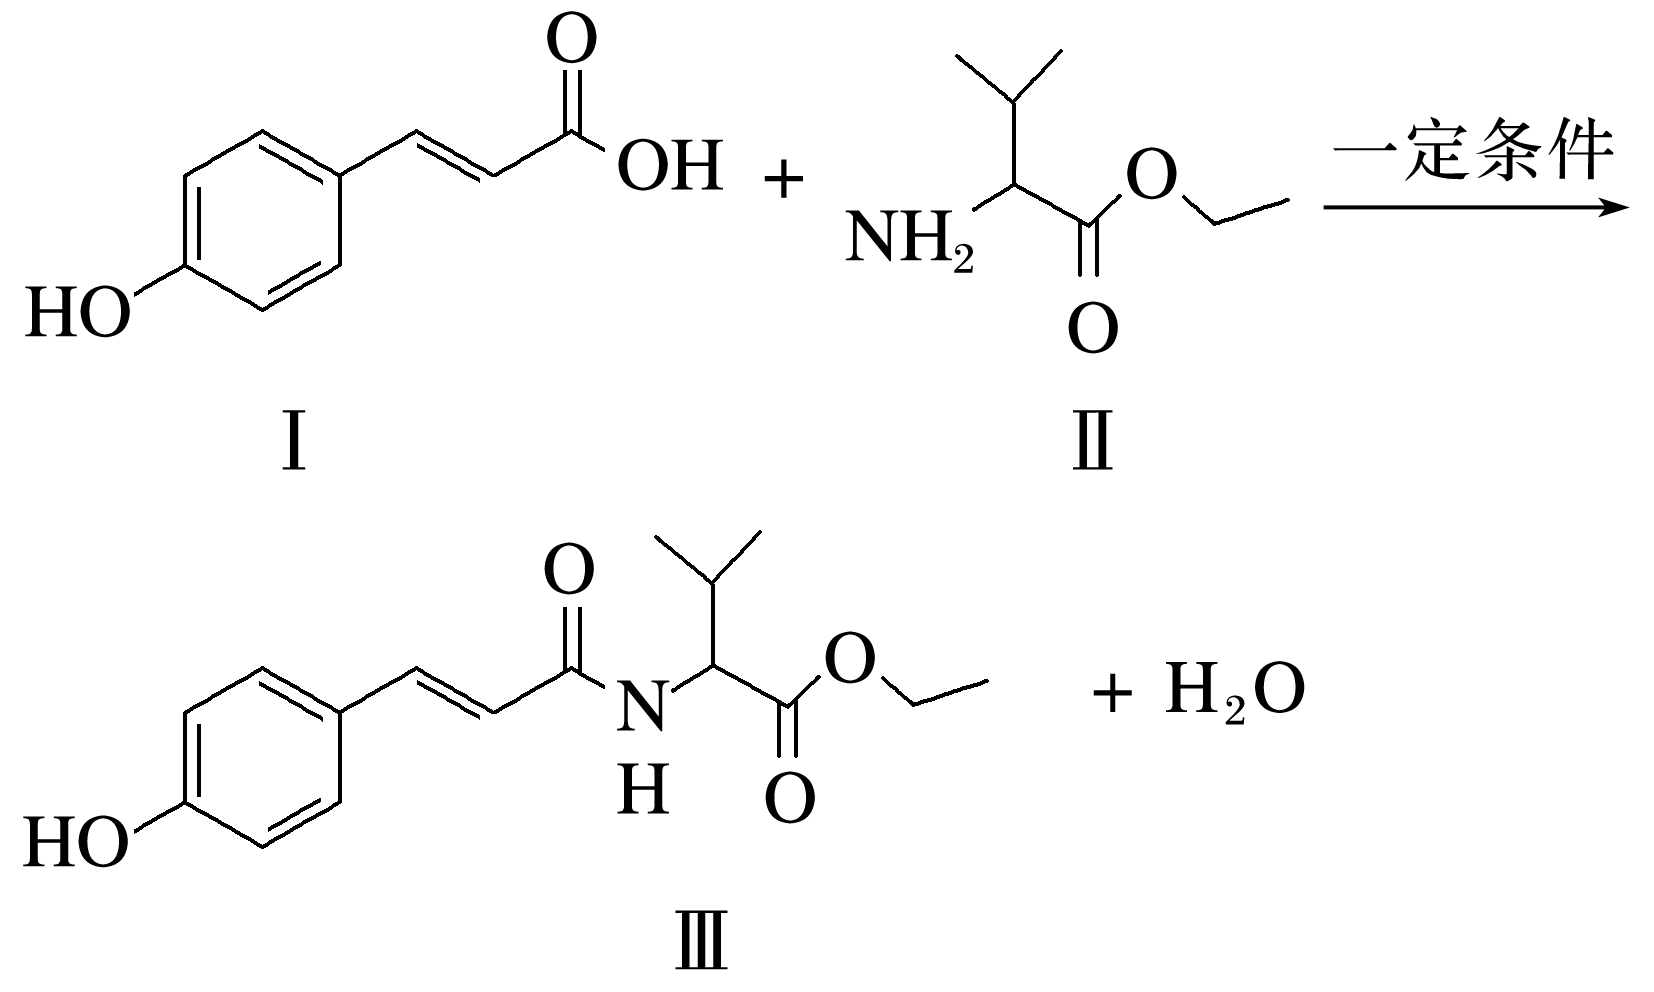 O
OH + NH₂ O 一定条件
HO O
Ⅰ Ⅱ
O
N O + H₂O
H O
HO
Ⅲ